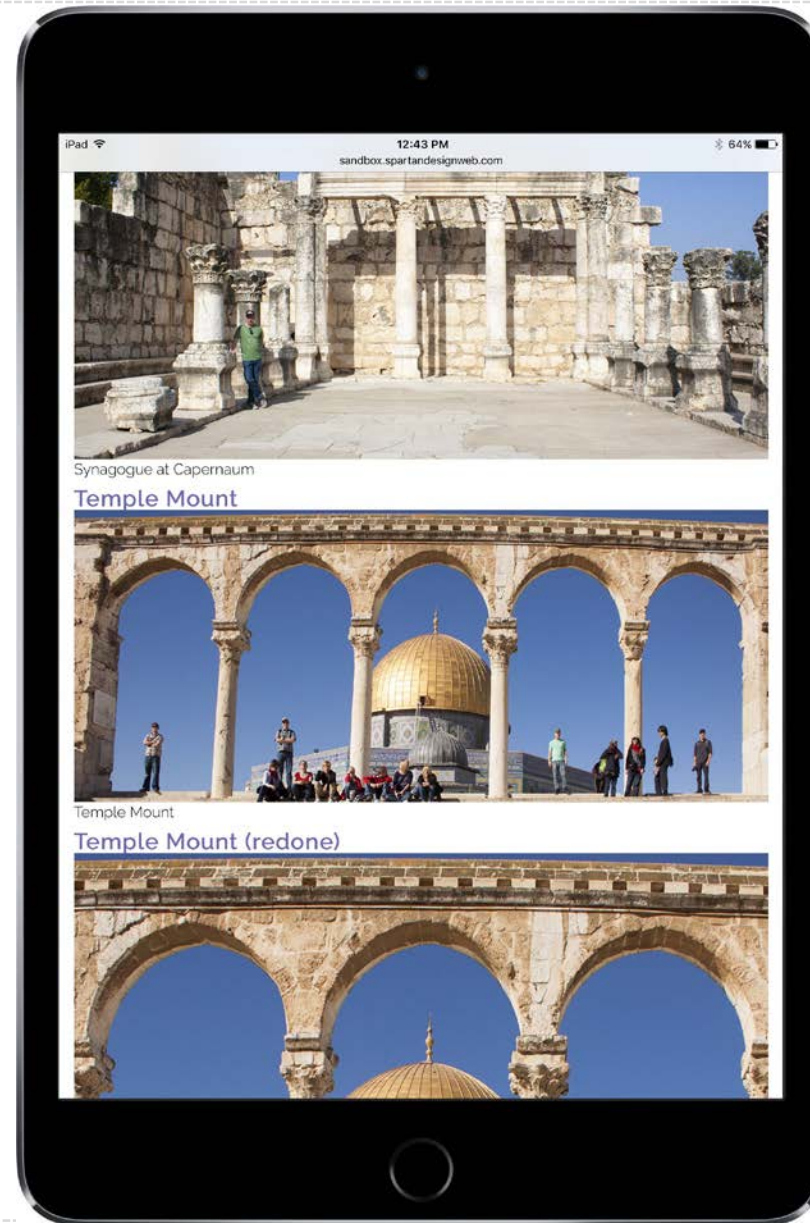 iPad
12:43 PM
64%
sandbox.spartandesignweb.com
Synagogue at Capernaum
Temple Mount
Temple Mount
Temple Mount (redone)